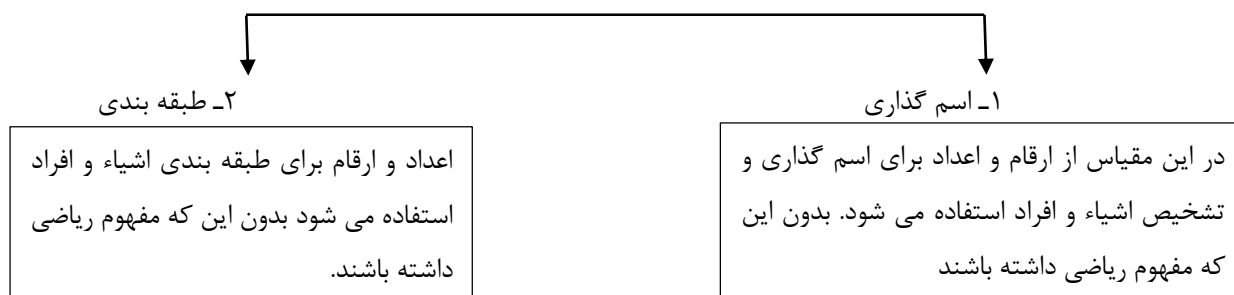 ۱ـ اسم گذاری
در این مقیاس از ارقام و اعداد برای اسم گذاری و
تشخیص اشیاء و افراد استفاده می شود. بدون این
که مفهوم ریاضی داشته باشند
۲ـ طبقه بندی
اعداد و ارقام برای طبقه بندی اشیاء و افراد
استفاده می شود بدون این که مفهوم ریاضی
داشته باشند.